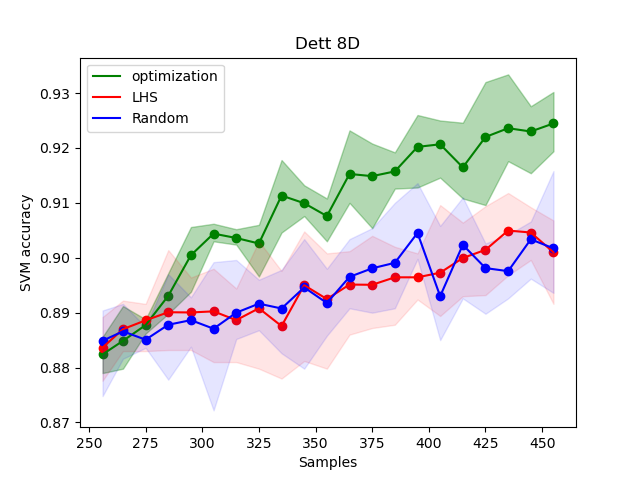 Dett 8D
optimization
LHS
Random
SVM accuracy
0.93
0.92
0.91
0.90
0.89
0.88
0.87
250 275 300 325 350 375 400 425 450
Samples